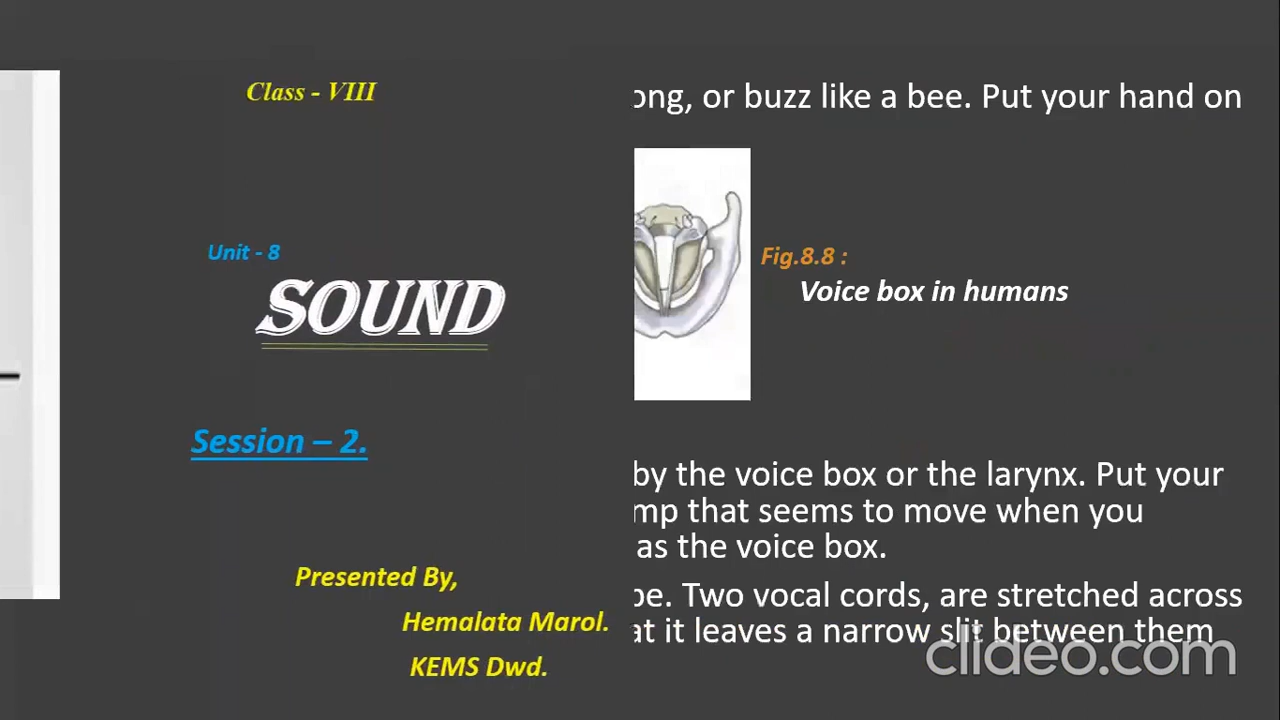 Class - VIII
Unit - 8
SOUND
Session – 2.
Presented By,
Hemalata Marol.
KEMS Dwd.
ong, or buzz like a bee. Put your hand on
Fig.8.8 :
Voice box in humans
by the voice box or the larynx. Put your
mp that seems to move when you
as the voice box.
pe. Two vocal cords, are stretched across
at it leaves a narrow slit between them
clideo.com